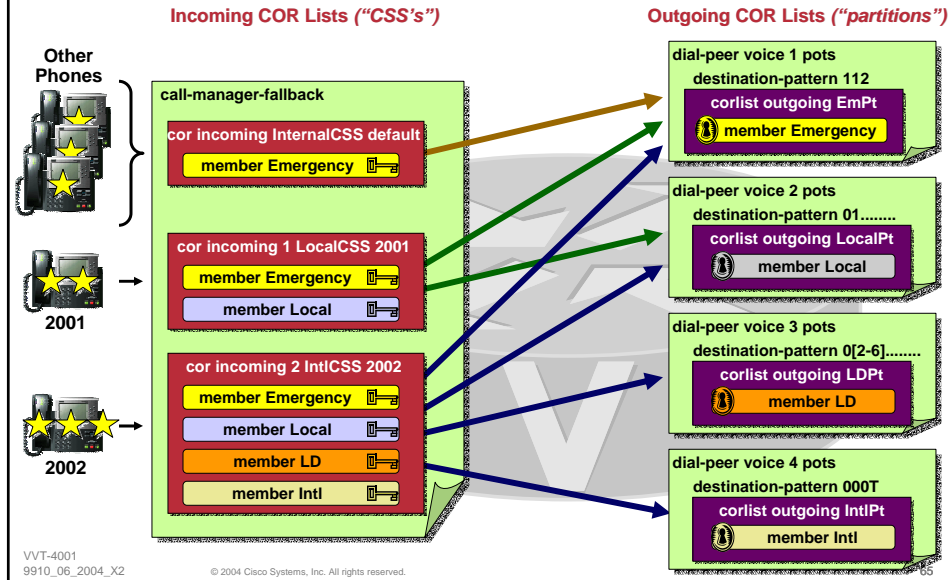 Incoming COR Lists ("CSS's")
Outgoing COR Lists ("partitions")
Other
Phones
call-manager-fallback
cor incoming InternalCSS default
member Emergency
2001
cor incoming 1 LocalCSS 2001
member Emergency
member Local
2002
cor incoming 2 IntlCSS 2002
member Emergency
member Local
member LD
member Intl
dial-peer voice 1 pots
destination-pattern 112
corlist outgoing EmPt
member Emergency
dial-peer voice 2 pots
destination-pattern 01........
corlist outgoing LocalPt
member Local
dial-peer voice 3 pots
destination-pattern 0[2-6]........
corlist outgoing LDPt
member LD
dial-peer voice 4 pots
destination-pattern 000T
corlist outgoing IntlPt
member Intl
VVT-4001
9910_06_2004_X2
© 2004 Cisco Systems, Inc. All rights reserved.
65